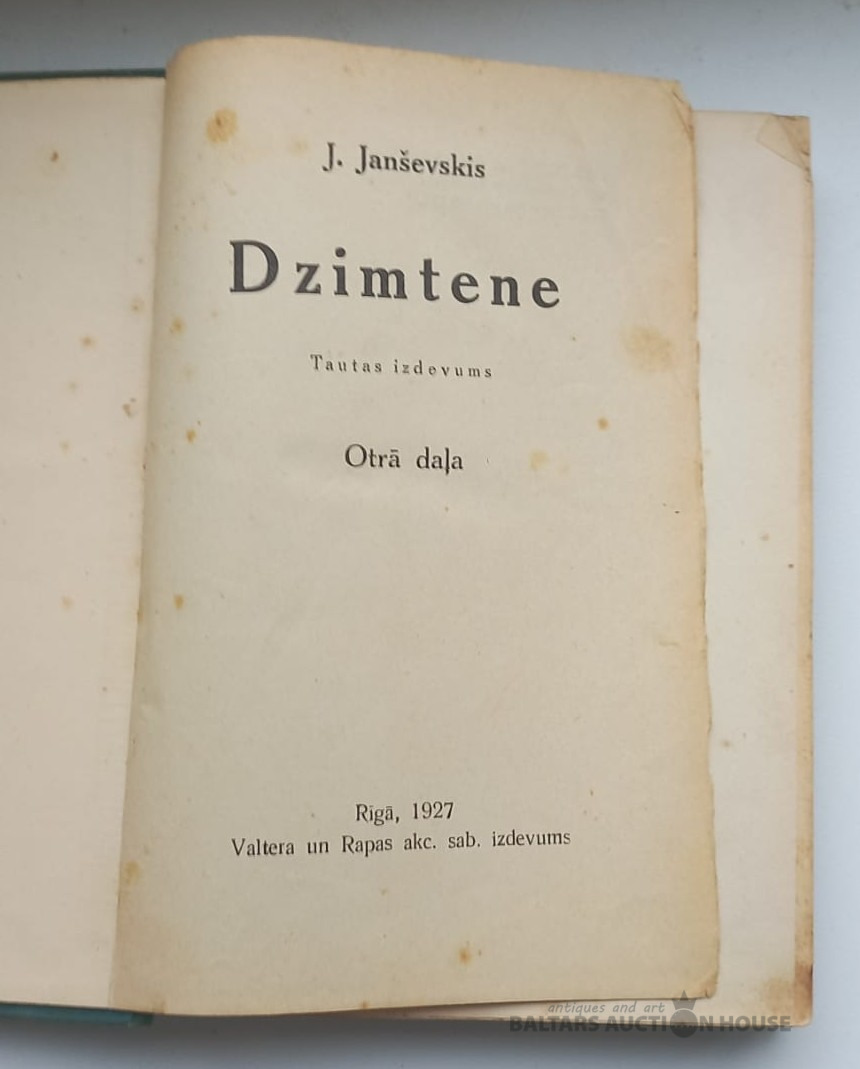 J. Janševskis
Dzimtene
Tautas izdevums
Otrā daļa
Rīgā, 1927
Valtera un Rapas akc. sab. izdevums
antiques and art
BALTARS AUCTION HOUSE